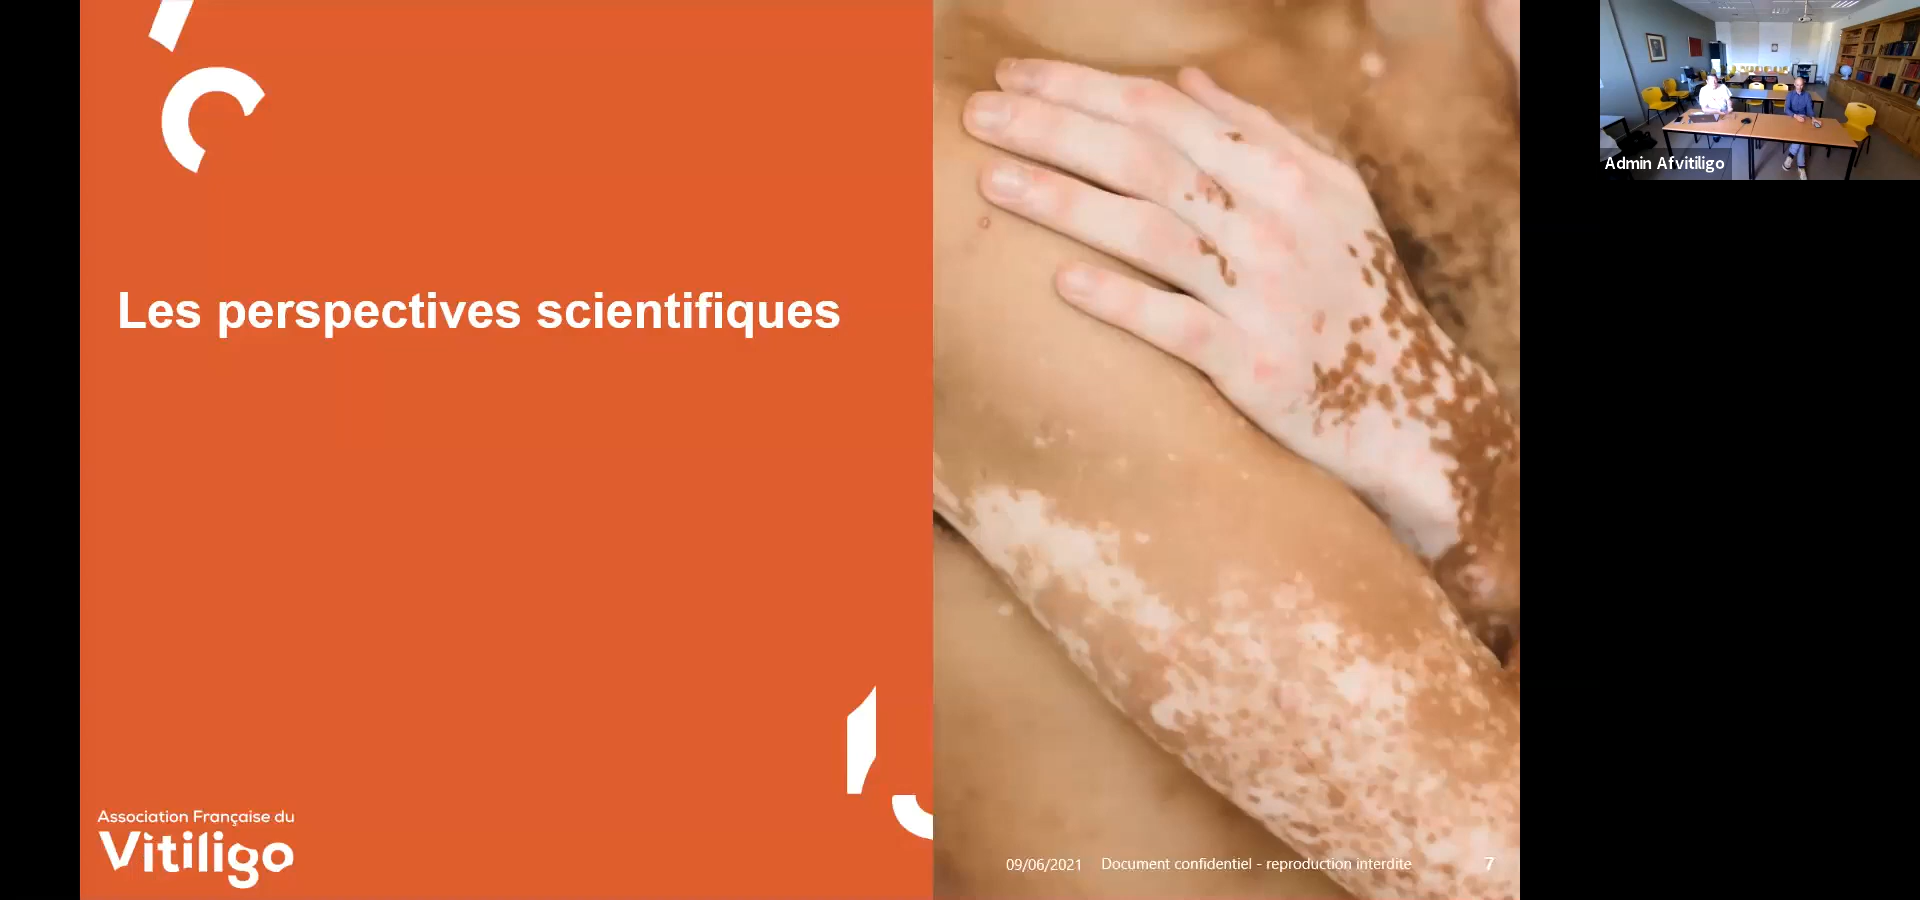 Les perspectives scientifiques
Admin Afvitiligo
Association Française du
Vitiligo
09/06/2021 Document confidentiel - reproduction interdite 7